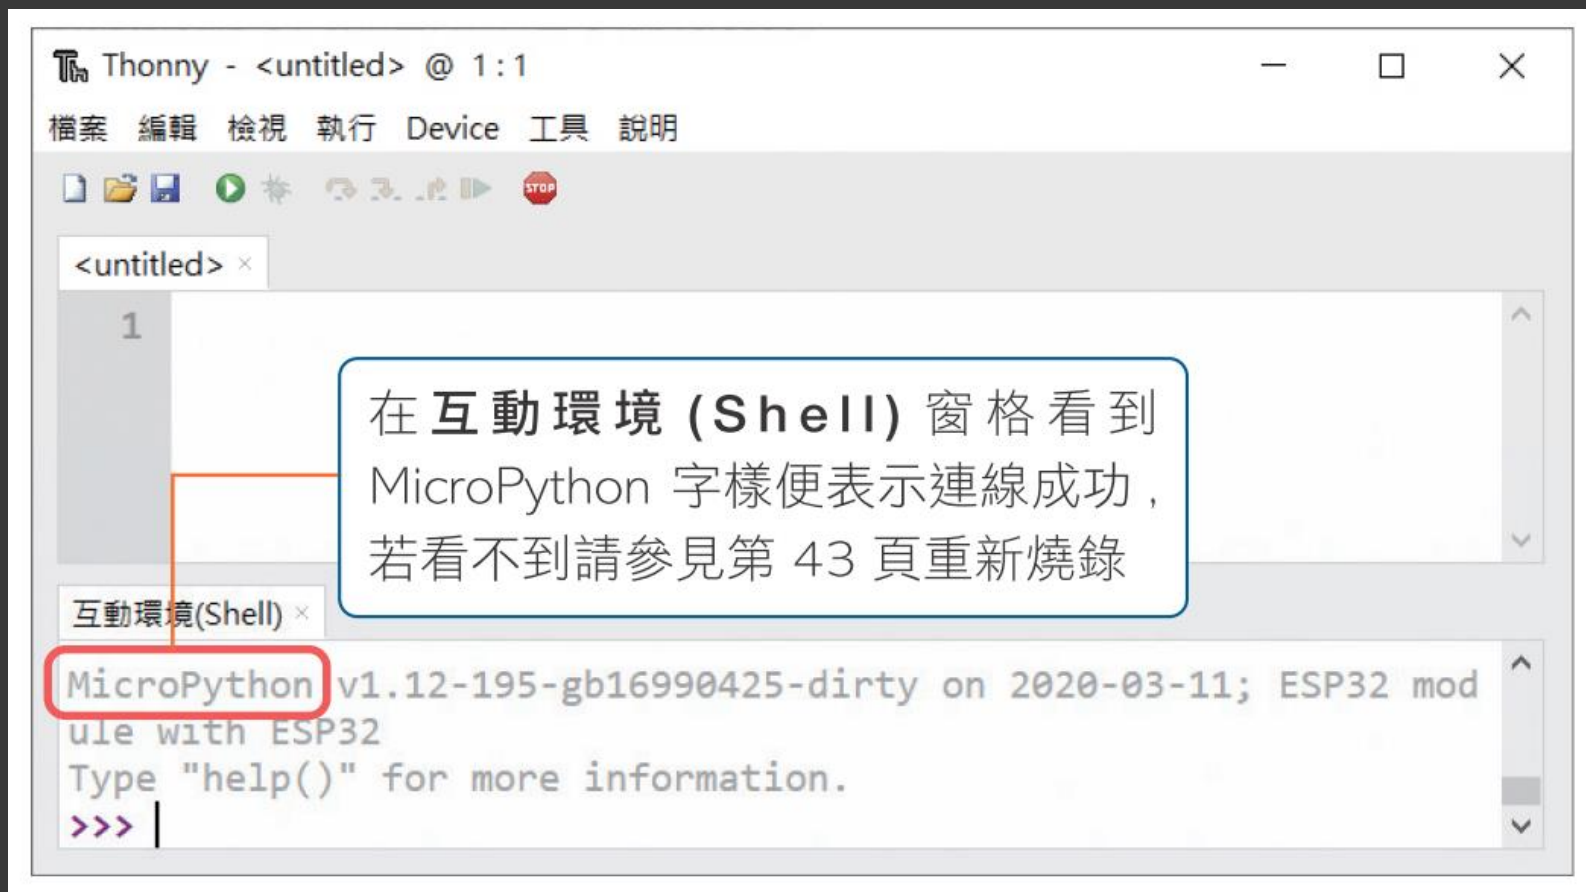 Thonny - <untitled> @ 1:1
檔案 編輯 檢視 執行 Device 工具 說明
STOP
<untitled> ×
1
在互動環境 (Shell) 窗格看到
MicroPython 字樣便表示連線成功,
若看不到請參見第 43 頁重新燒錄
互動環境(Shell) ×
MicroPython v1.12-195-gb16990425-dirty on 2020-03-11; ESP32 mod
ule with ESP32
Type "help()" for more information.
>>>